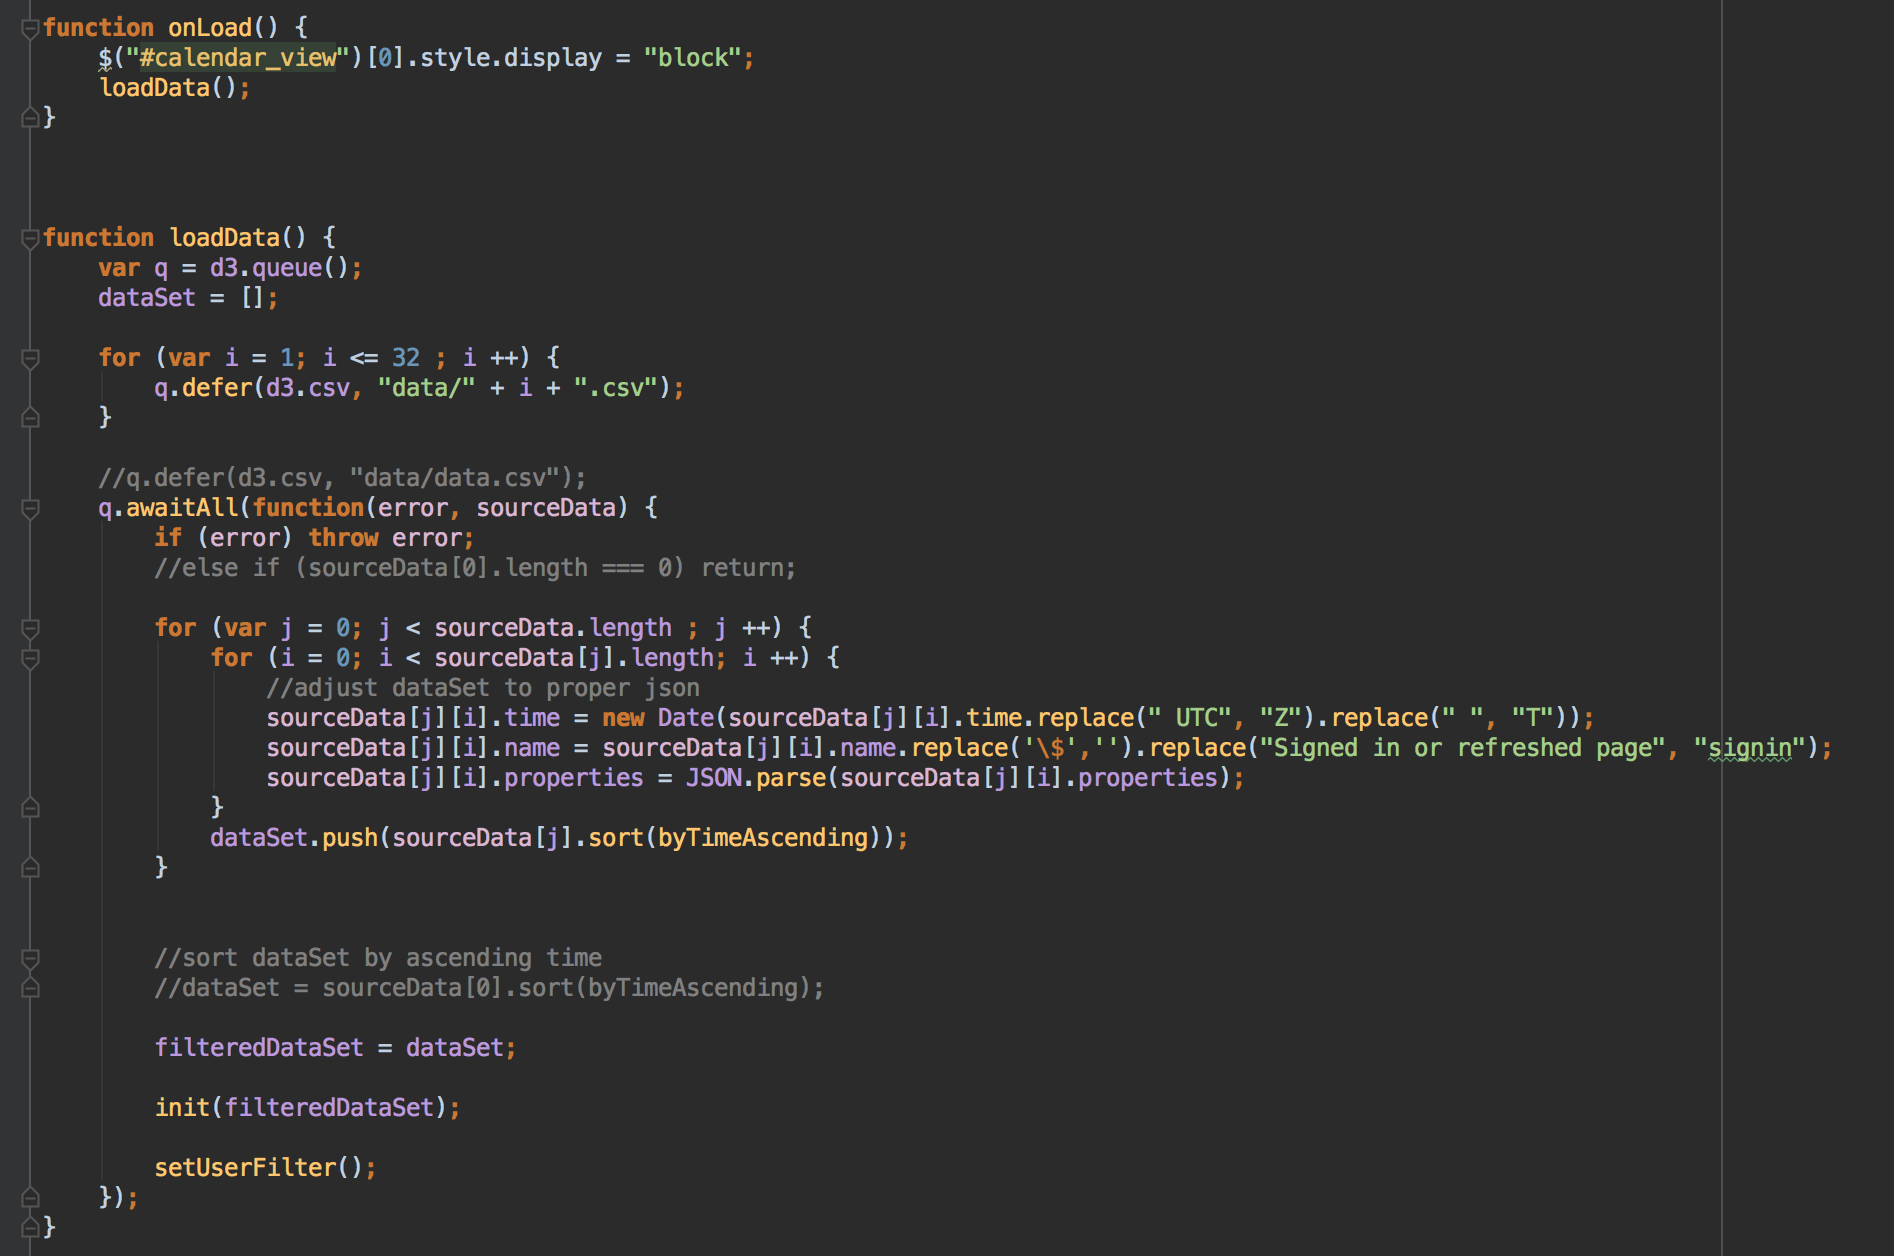 function onLoad() {
    $("#calendar_view")[0].style.display = "block";
    loadData();
}
function loadData() {
    var q = d3.queue();
    dataSet = [];
    for (var i = 1; i <= 32 ; i ++) {
        q.defer(d3.csv, "data/" + i + ".csv");
    }
    //q.defer(d3.csv, "data/data.csv");
    q.awaitAll(function(error, sourceData) {
        if (error) throw error;
        //else if (sourceData[0].length === 0) return;
        for (var j = 0; j < sourceData.length ; j ++) {
            for (i = 0; i < sourceData[j].length; i ++) {
                //adjust dataSet to proper json
                sourceData[j][i].time = new Date(sourceData[j][i].time.replace(" UTC", "Z").replace(" ", "T"));
                sourceData[j][i].name = sourceData[j][i].name.replace('\$','').replace("Signed in or refreshed page", "signin");
                sourceData[j][i].properties = JSON.parse(sourceData[j][i].properties);
            }
            dataSet.push(sourceData[j].sort(byTimeAscending));
        }
        //sort dataSet by ascending time
        //dataSet = sourceData[0].sort(byTimeAscending);
        filteredDataSet = dataSet;
        init(filteredDataSet);
        setUserFilter();
    });
}